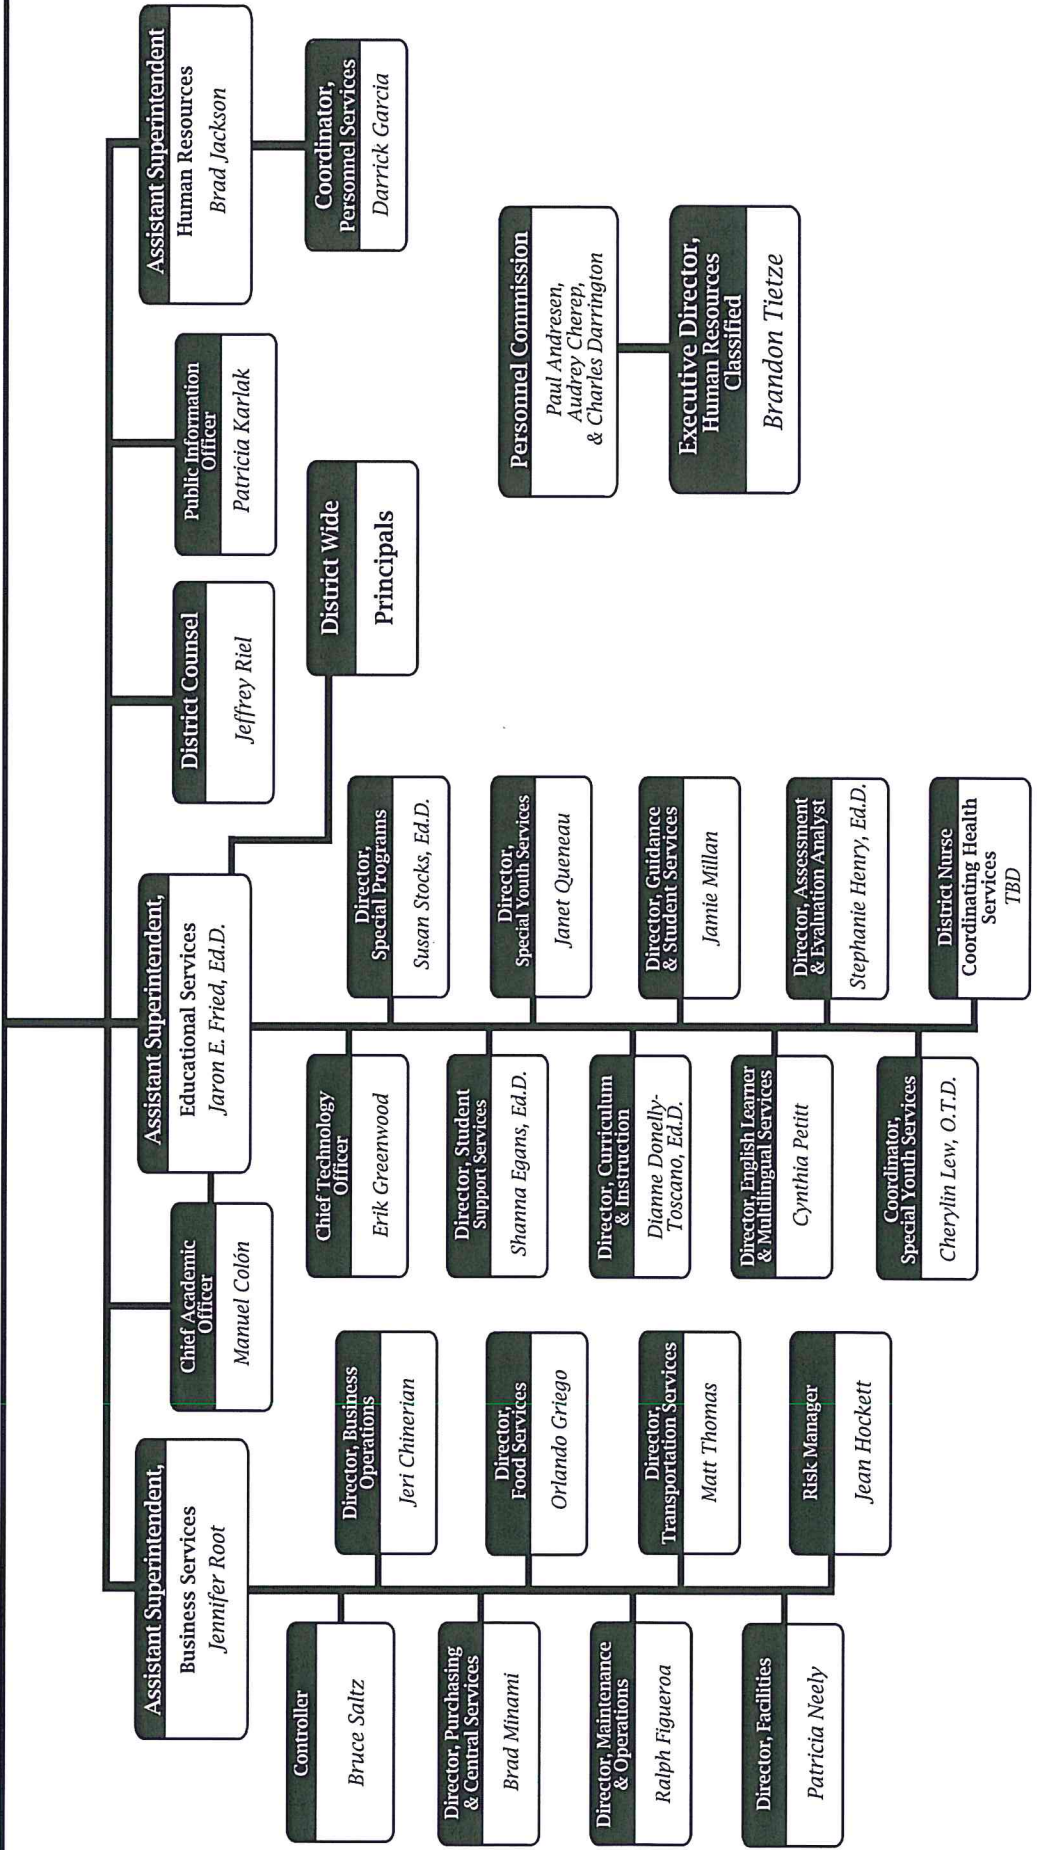 Assistant Superintendent,
Business Services
Jennifer Root
Chief Academic
Officer
Manuel Colón
Assistant Superintendent,
Educational Services
Jaron E. Fried, Ed.D.
District Counsel
Jeffrey Riel
Public Information
Officer
Patricia Karlak
Assistant Superintendent
Human Resources
Brad Jackson
Controller
Bruce Saltz
Director, Business
Operations
Jeri Chimerian
Director, Purchasing
& Central Services
Brad Minami
Director,
Food Services
Orlando Griego
Director, Maintenance
& Operations
Ralph Figueroa
Director,
Transportation Services
Matt Thomas
Director, Facilities
Patricia Neely
Risk Manager
Jean Hockett
Chief Technology
Officer
Erik Greenwood
Director,
Special Programs
Susan Stocks, Ed.D.
Director, Student
Support Services
Shanna Egans, Ed.D.
Director,
Special Youth Services
Janet Queneau
Director, Curriculum
& Instruction
Dianne Donelly-
Toscano, Ed.D.
Director, Guidance
& Student Services
Jamie Millan
Director, English Learner
& Multilingual Services
Cynthia Petitt
Director, Assessment
& Evaluation Analyst
Stephanie Henry, Ed.D.
Coordinator,
Special Youth Services
Cherylin Lew, O.T.D.
District Nurse
Coordinating Health
Services
TBD
District Wide
Principals
Coordinator,
Personnel Services
Darrick Garcia
Personnel Commission
Paul Andresen,
Audrey Cherep,
& Charles Darrington
Executive Director,
Human Resources
Classified
Brandon Tietze